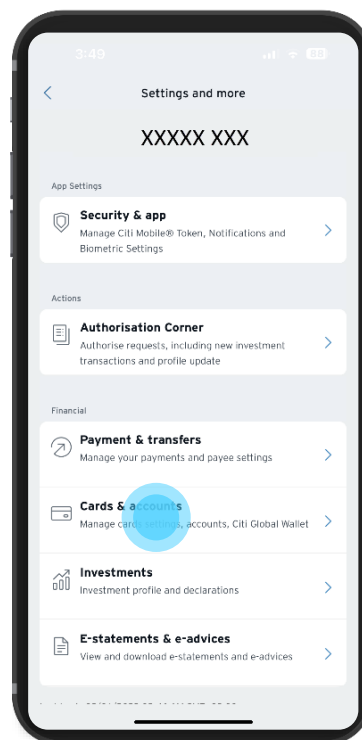 3:49
88
Settings and more
XXXXX XXX
App Settings
Security & app
Manage Citi Mobile® Token, Notifications and
Biometric Settings
Actions
Authorisation Corner
Authorise requests, including new investment
transactions and profile update
Financial
Payment & transfers
Manage your payments and payee settings
Cards & accounts
Manage card settings, accounts, Citi Global Wallet
Investments
Investment profile and declarations
E-statements & e-advices
View and download e-statements and e-advices